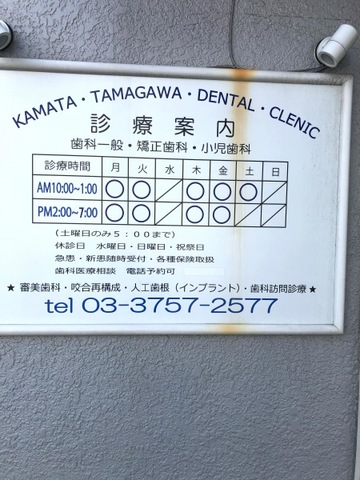 KAMATA・TAMAGAWA・DENTAL・CLENIC
診療案内
歯科一般・矯正歯科・小児歯科
診療時間 月 火 水 木 金 土 日
AM10:00~1:00 ○ ○ ／ ○ ○ ○ ／
PM2:00~7:00 ○ ○ ／ ○ ○ ／ ／
(土曜日のみ5:00まで)
休診日 水曜日・日曜日・祝祭日
急患・新患随時受付・各種保険取扱
歯科医療相談 電話予約可
★ 審美歯科・咬合再構成・人工歯根（インプラント）・歯科訪問診療 ★
tel 03-3757-2577